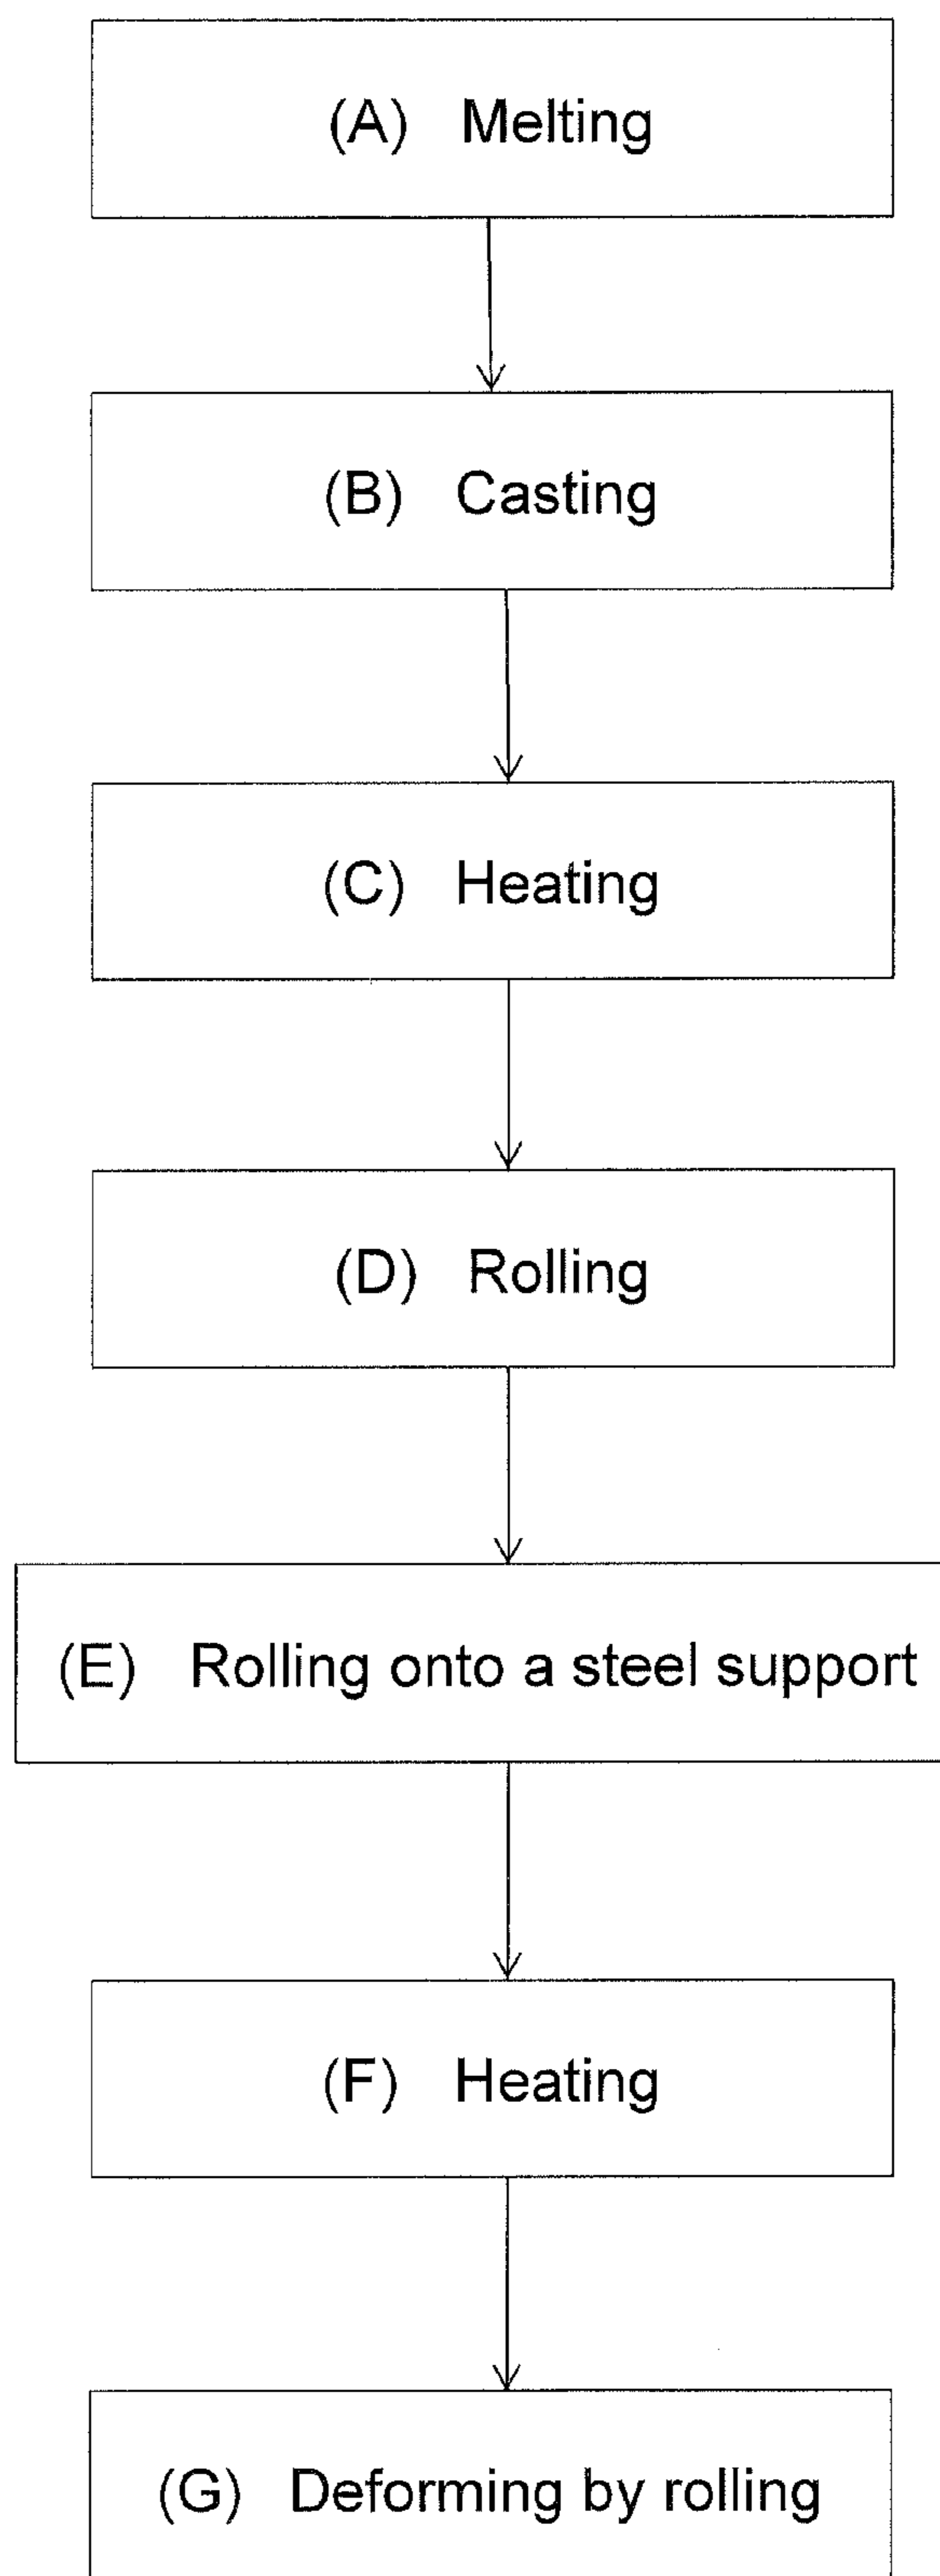 (A) Melting
(B) Casting
(C) Heating
(D) Rolling
(E) Rolling onto a steel support
(F) Heating
(G) Deforming by rolling